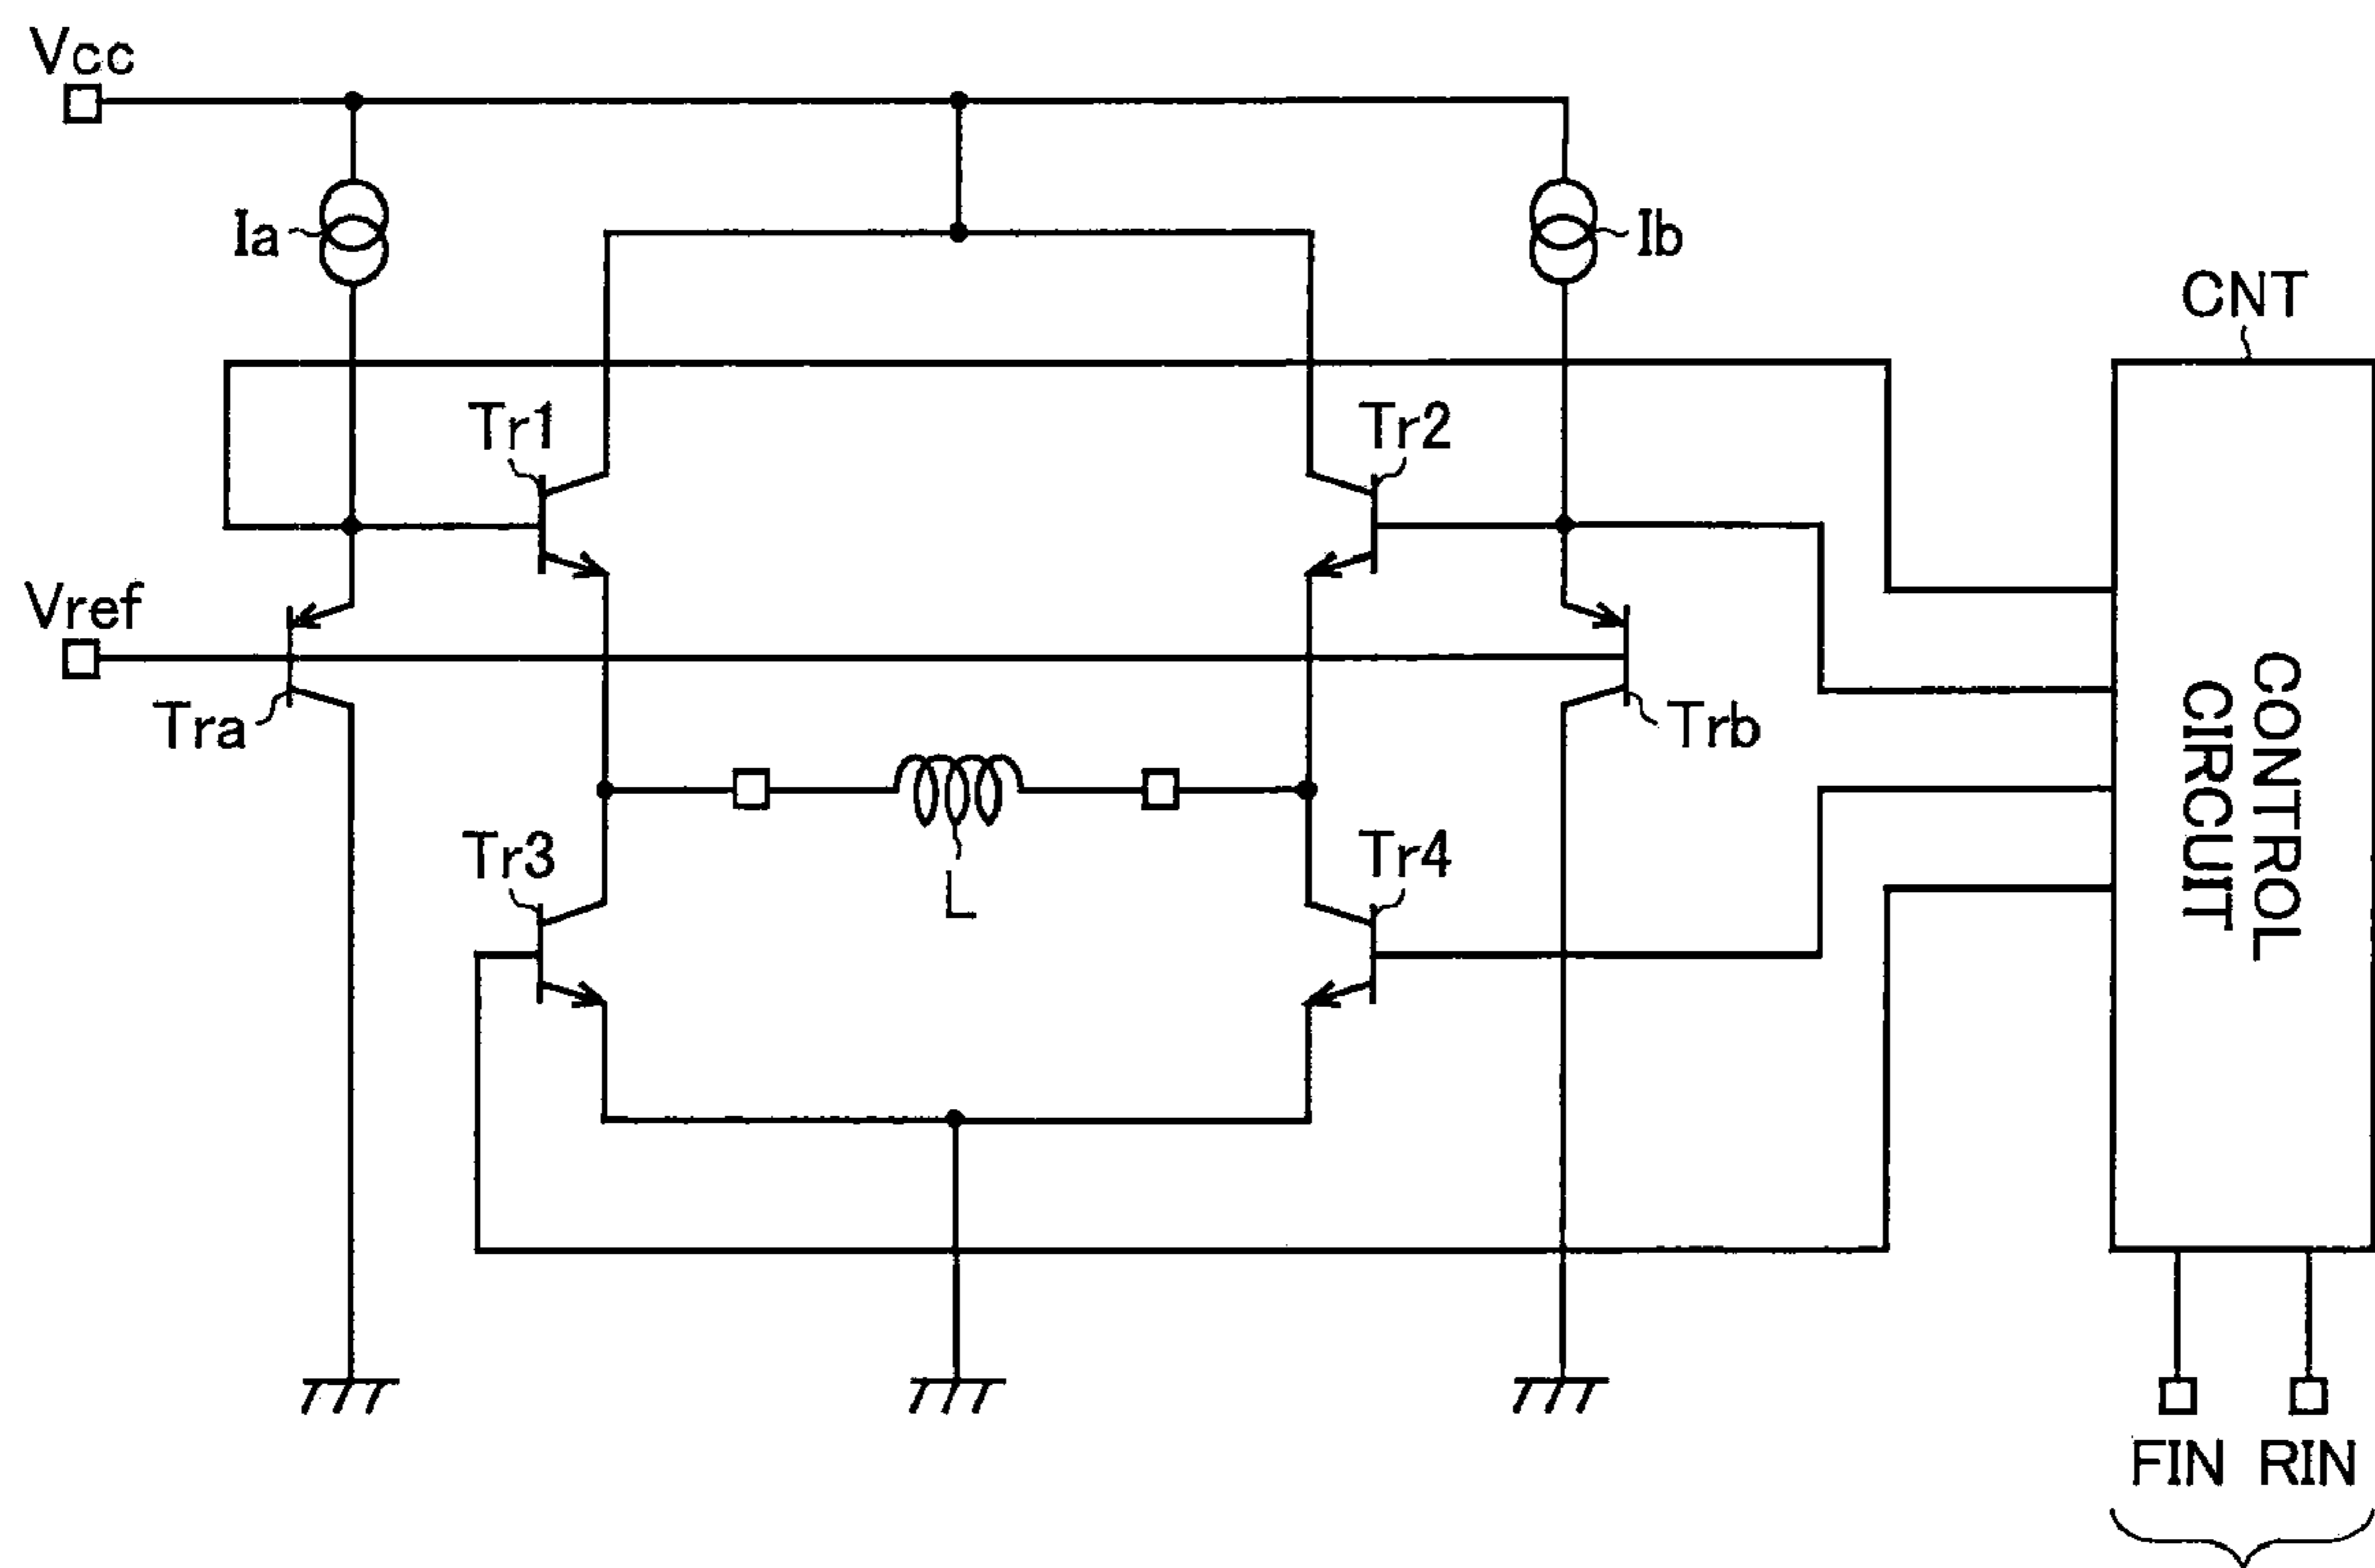 Vcc
Ia
Ib
CNT
Tr1
Tr2
Vref
Tra
Trb
CONTROL
CIRCUIT
Tr3
Tr4
L
FIN RIN